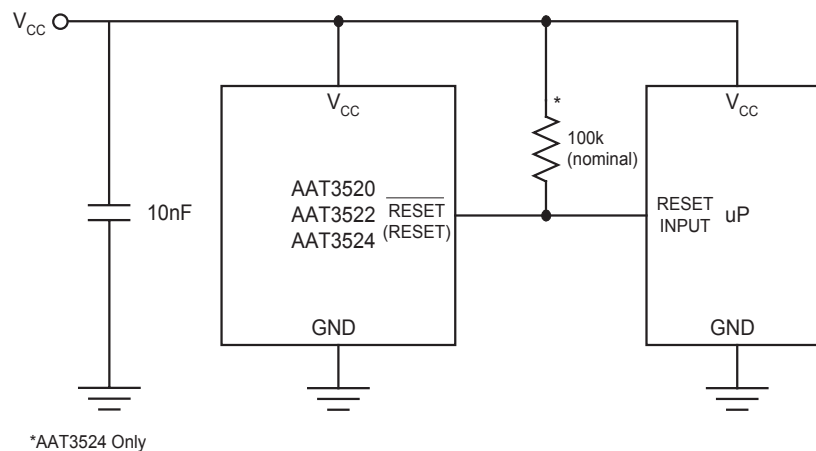 VCC
VCC
AAT3520
AAT3522
AAT3524
RESET
(RESET)
GND
10nF
*
100k
(nominal)
VCC
RESET
INPUT
uP
GND
*AAT3524 Only